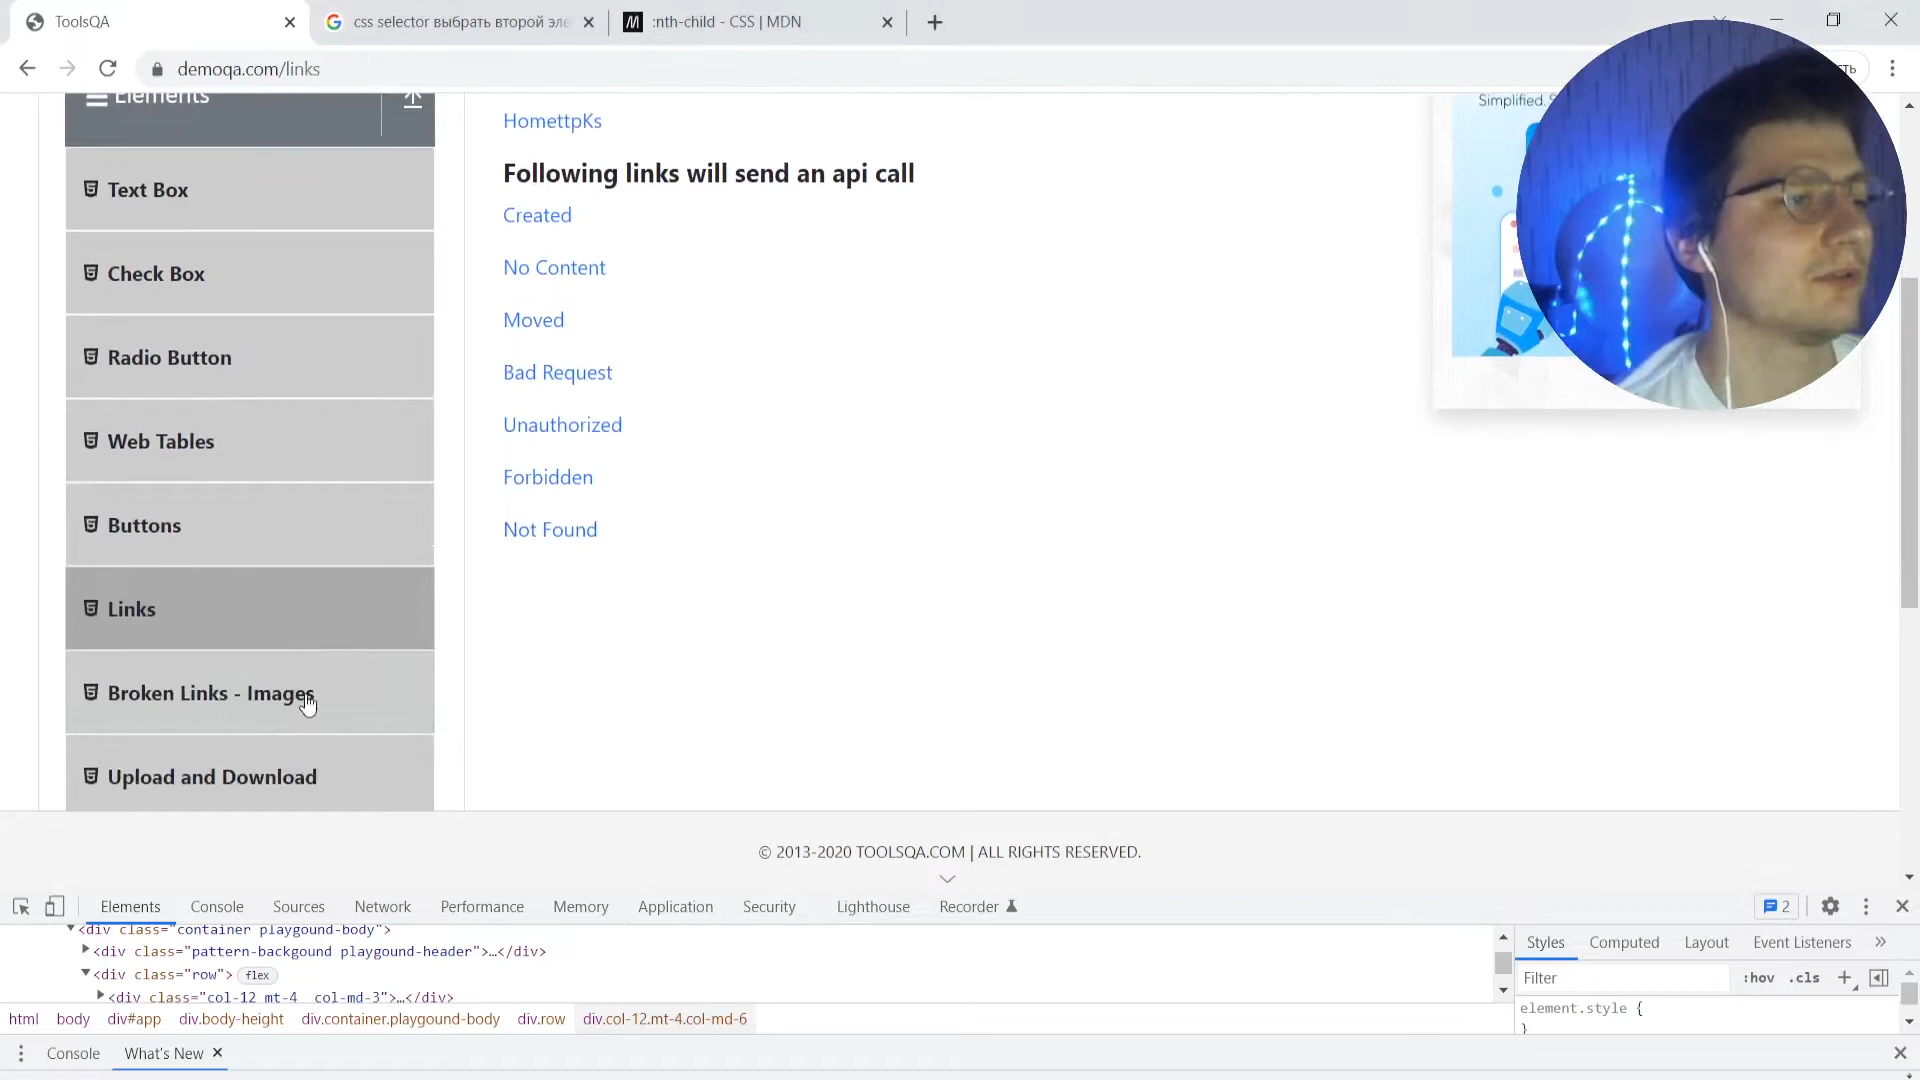 ToolsQA
css selector выбрать второй эле
:nth-child - CSS | MDN
demoqa.com/links
сть
Elements
Text Box
Check Box
Radio Button
Web Tables
Buttons
Links
Broken Links - Images
Upload and Download
HomettpKs
Following links will send an api call
Created
No Content
Moved
Bad Request
Unauthorized
Forbidden
Not Found
Simplified.
© 2013-2020 TOOLSQA.COM | ALL RIGHTS RESERVED.
Elements Console Sources Network Performance Memory Application Security Lighthouse Recorder 2
<div class="container playgound-body">
<div class="pattern-backgound playgound-header">…</div>
<div class="row"> flex
<div class="col-12 mt-4  col-md-3">…</div>
html body div#app div.body-height div.container.playgound-body div.row div.col-12.mt-4.col-md-6
Styles Computed Layout Event Listeners »
Filter :hov .cls +
element.style {
}
Console What's New